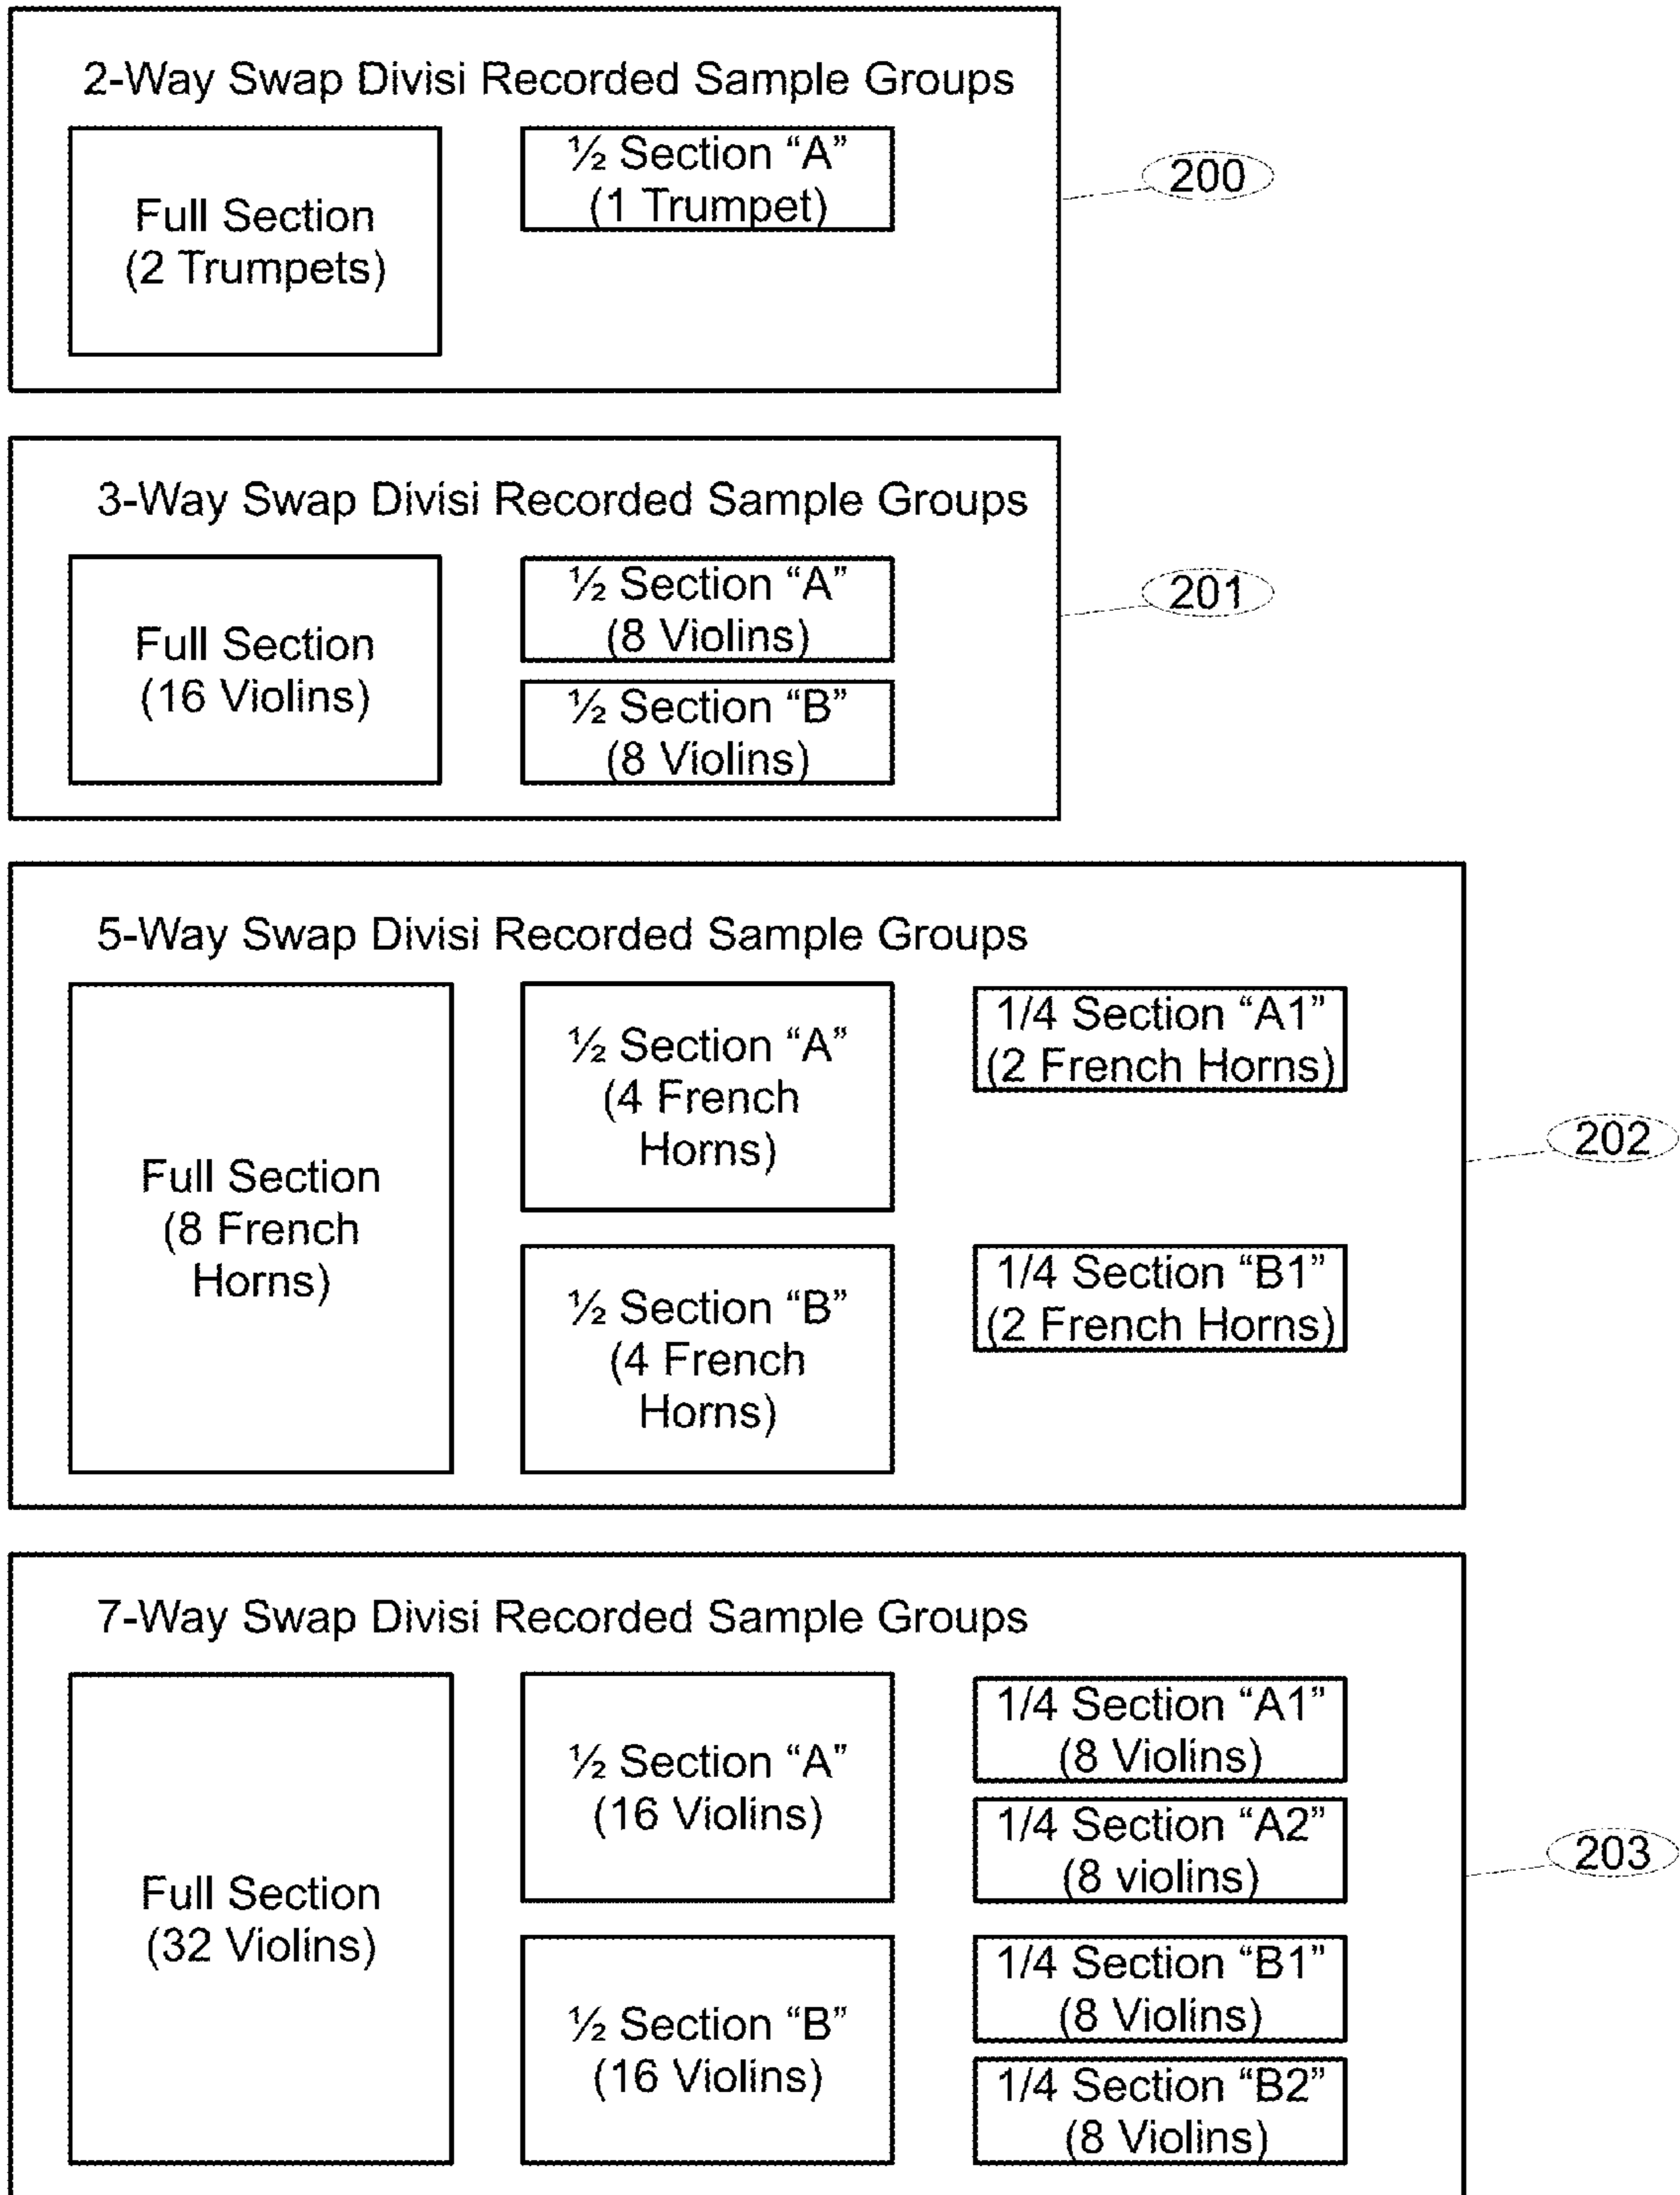 2-Way Swap Divisi Recorded Sample Groups
Full Section
(2 Trumpets)
½ Section “A”
(1 Trumpet)
200
3-Way Swap Divisi Recorded Sample Groups
Full Section
(16 Violins)
½ Section “A”
(8 Violins)
½ Section “B”
(8 Violins)
201
5-Way Swap Divisi Recorded Sample Groups
Full Section
(8 French
Horns)
½ Section “A”
(4 French
Horns)
½ Section “B”
(4 French
Horns)
1/4 Section “A1”
(2 French Horns)
1/4 Section “B1”
(2 French Horns)
202
7-Way Swap Divisi Recorded Sample Groups
Full Section
(32 Violins)
½ Section “A”
(16 Violins)
½ Section “B”
(16 Violins)
1/4 Section “A1”
(8 Violins)
1/4 Section “A2”
(8 violins)
1/4 Section “B1”
(8 Violins)
1/4 Section “B2”
(8 Violins)
203